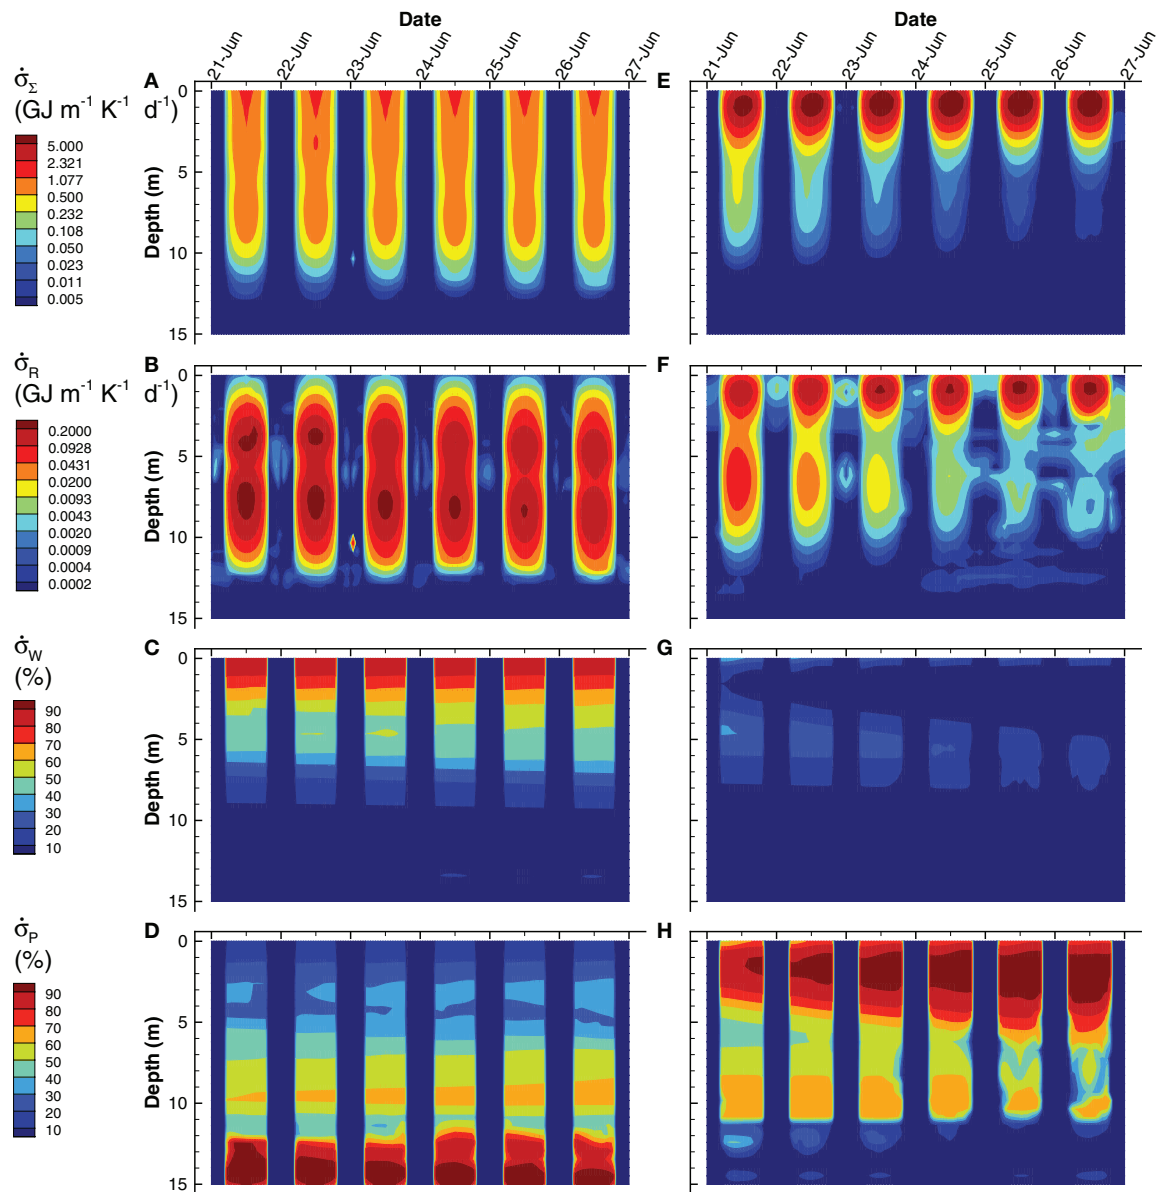 Date Date
21-Jun 22-Jun 23-Jun 24-Jun 25-Jun 26-Jun 27-Jun 21-Jun 22-Jun 23-Jun 24-Jun 25-Jun 26-Jun 27-Jun
σ̇Σ
(GJ m⁻¹ K⁻¹ d⁻¹)
5.000
2.321
1.077
0.500
0.232
0.108
0.050
0.023
0.011
0.005
A
E
Depth (m)
0
5
10
15
σ̇R
(GJ m⁻¹ K⁻¹ d⁻¹)
0.2000
0.0928
0.0431
0.0200
0.0093
0.0043
0.0020
0.0009
0.0004
0.0002
B
F
Depth (m)
0
5
10
15
σ̇W
(%)
90
80
70
60
50
40
30
20
10
C
G
Depth (m)
0
5
10
15
σ̇P
(%)
90
80
70
60
50
40
30
20
10
D
H
Depth (m)
0
5
10
15